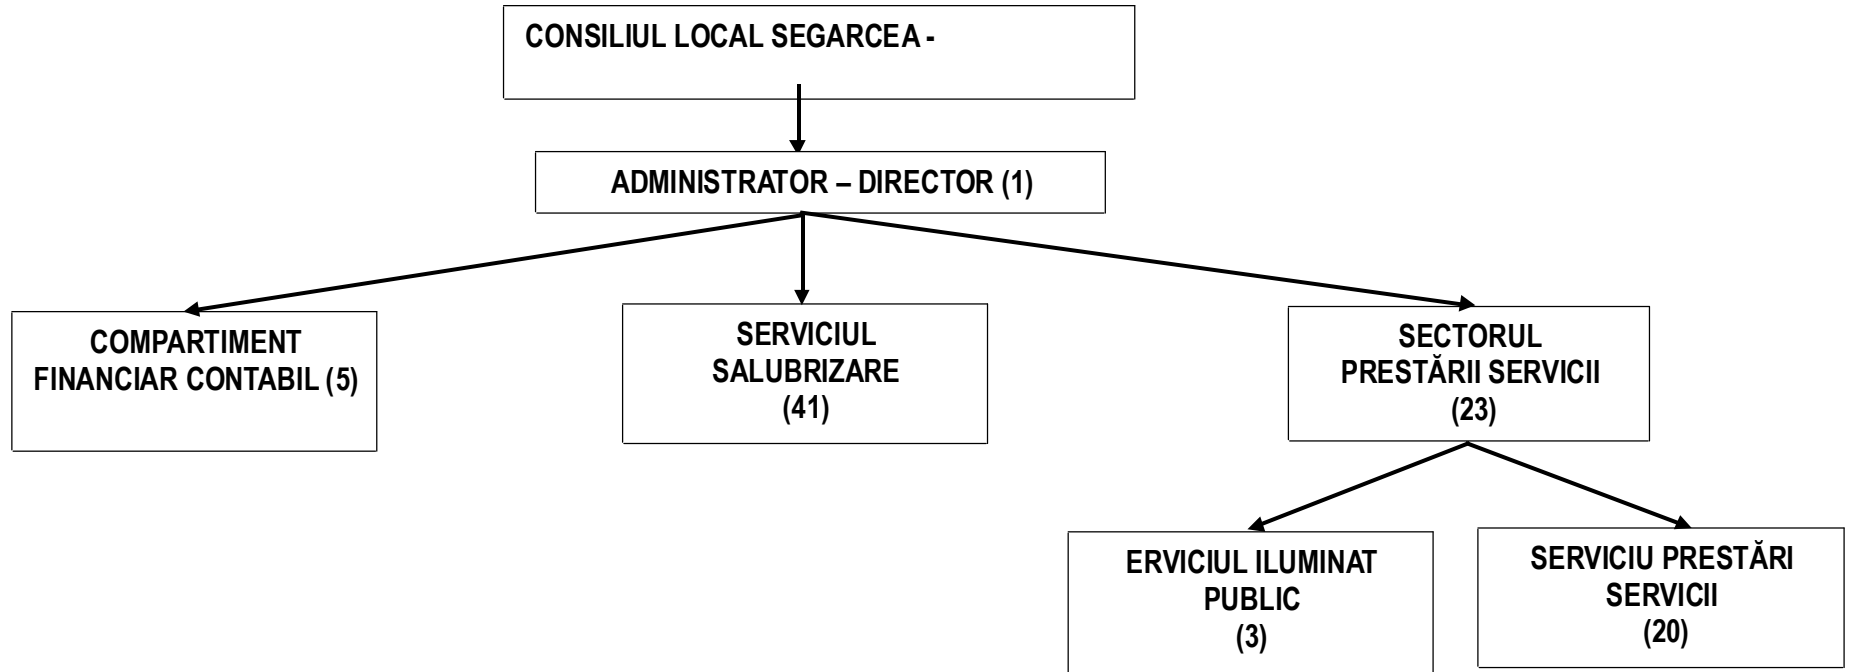 CONSILIUL LOCAL SEGARCEA -
ADMINISTRATOR – DIRECTOR (1)
COMPARTIMENT
FINANCIAR CONTABIL (5)
SERVICIUL
SALUBRIZARE
(41)
SECTORUL
PRESTĂRII SERVICII
(23)
ERVICIUL ILUMINAT
PUBLIC
(3)
SERVICIU PRESTĂRI
SERVICII
(20)